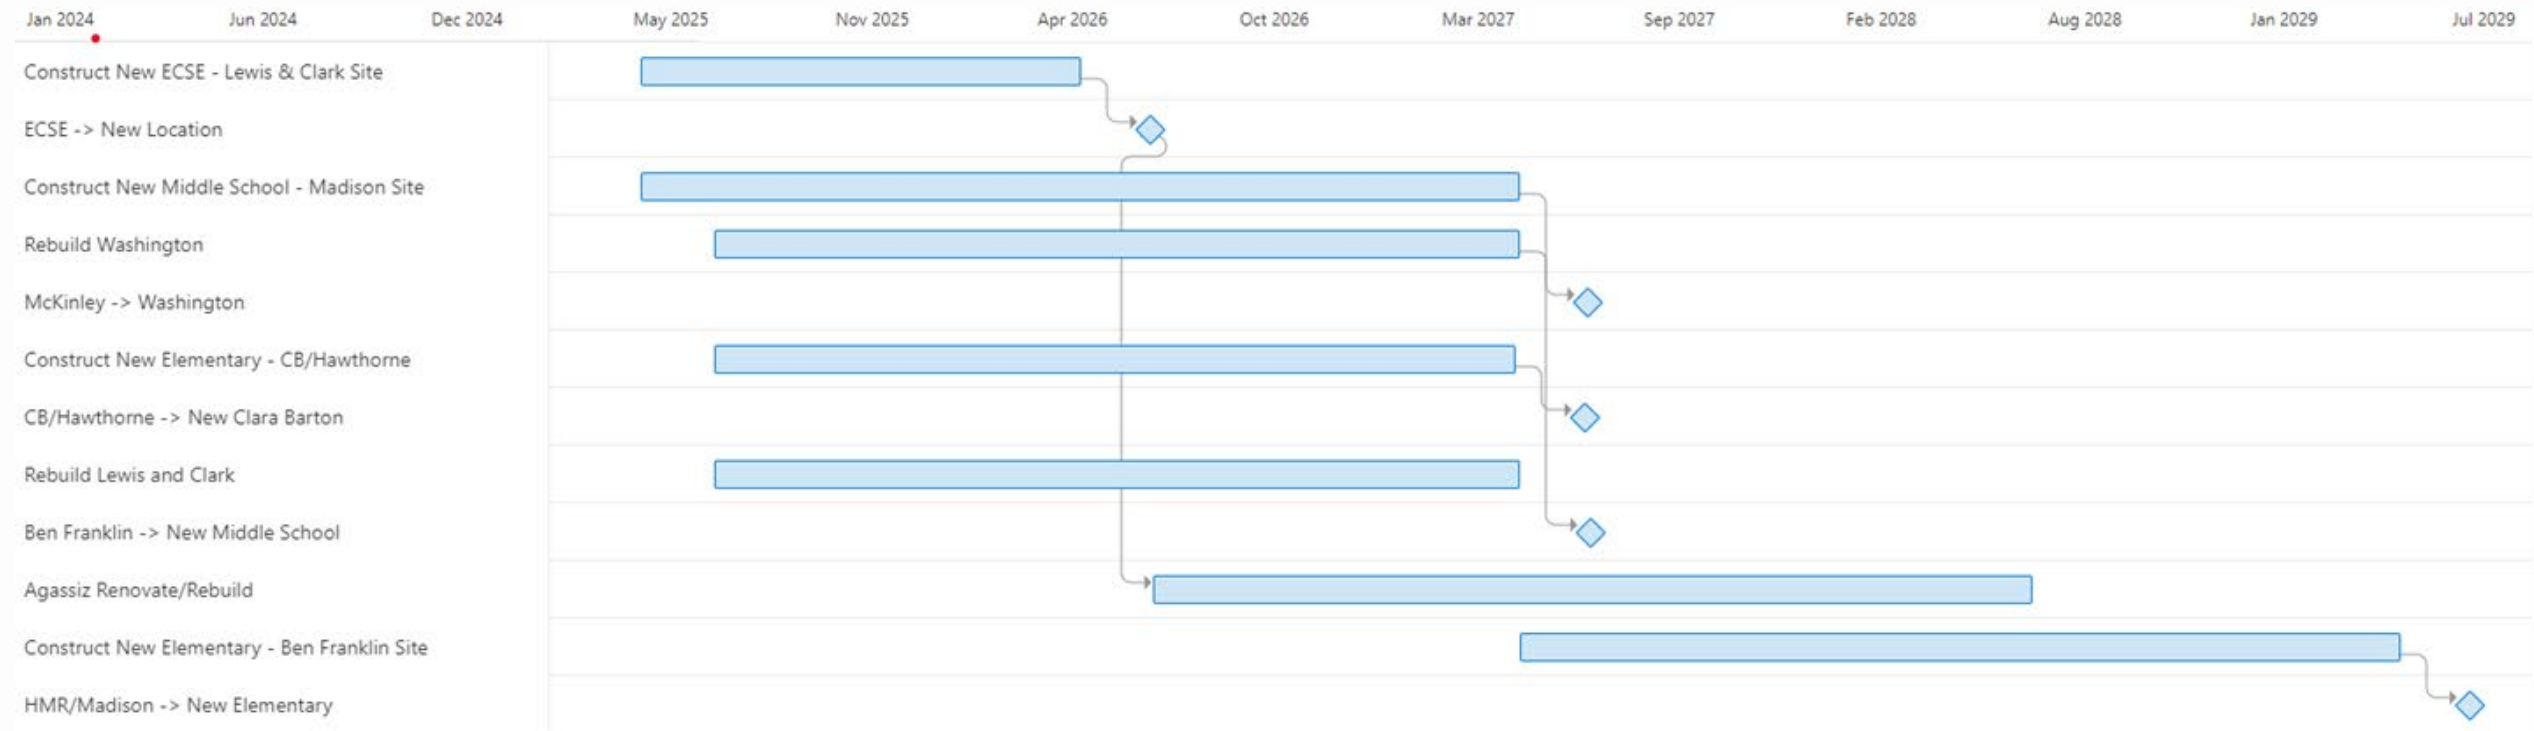 Jan 2024 Jun 2024 Dec 2024 May 2025 Nov 2025 Apr 2026 Oct 2026 Mar 2027 Sep 2027 Feb 2028 Aug 2028 Jan 2029 Jul 2029
Construct New ECSE - Lewis & Clark Site
ECSE -> New Location
Construct New Middle School - Madison Site
Rebuild Washington
McKinley -> Washington
Construct New Elementary - CB/Hawthorne
CB/Hawthorne -> New Clara Barton
Rebuild Lewis and Clark
Ben Franklin -> New Middle School
Agassiz Renovate/Rebuild
Construct New Elementary - Ben Franklin Site
HMR/Madison -> New Elementary